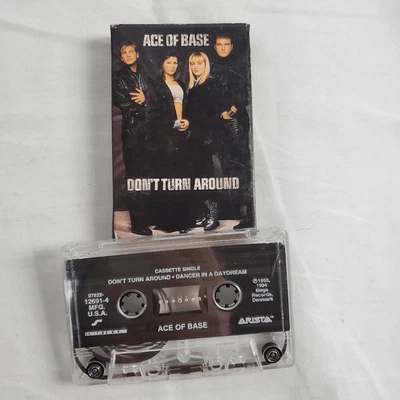 ACE OF BASE
DON'T TURN AROUND
CASSETTE SINGLE
DON'T TURN AROUND • DANCER IN A DAYDREAM
07822-
12691-4
MFG.
U.S.A.
℗1993,
1994
Mega
Records,
Denmark
S
ACE OF BASE
ARISTA